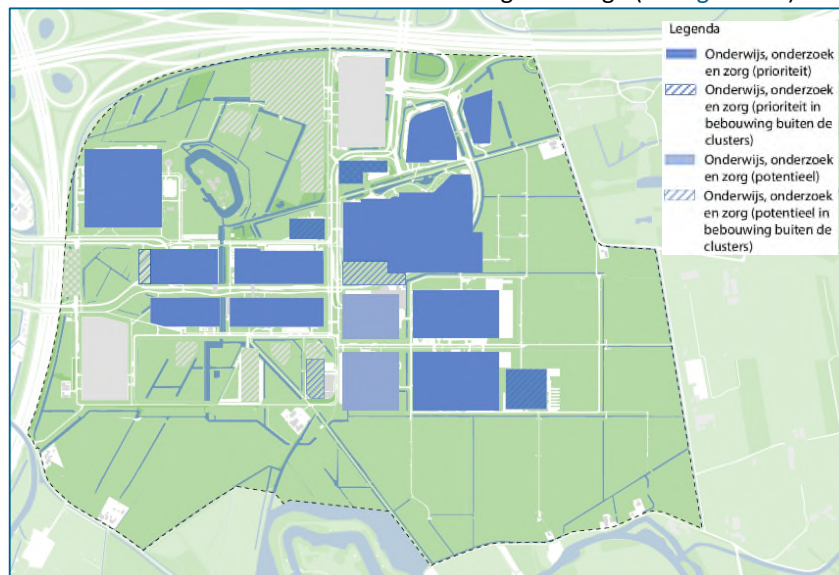 Legenda
Onderwijs, onderzoek
en zorg (prioriteit)
Onderwijs, onderzoek
en zorg (prioriteit in
bebouwing buiten de
clusters)
Onderwijs, onderzoek
en zorg (potentieel)
Onderwijs, onderzoek
en zorg (potentieel in
bebouwing buiten de
clusters)